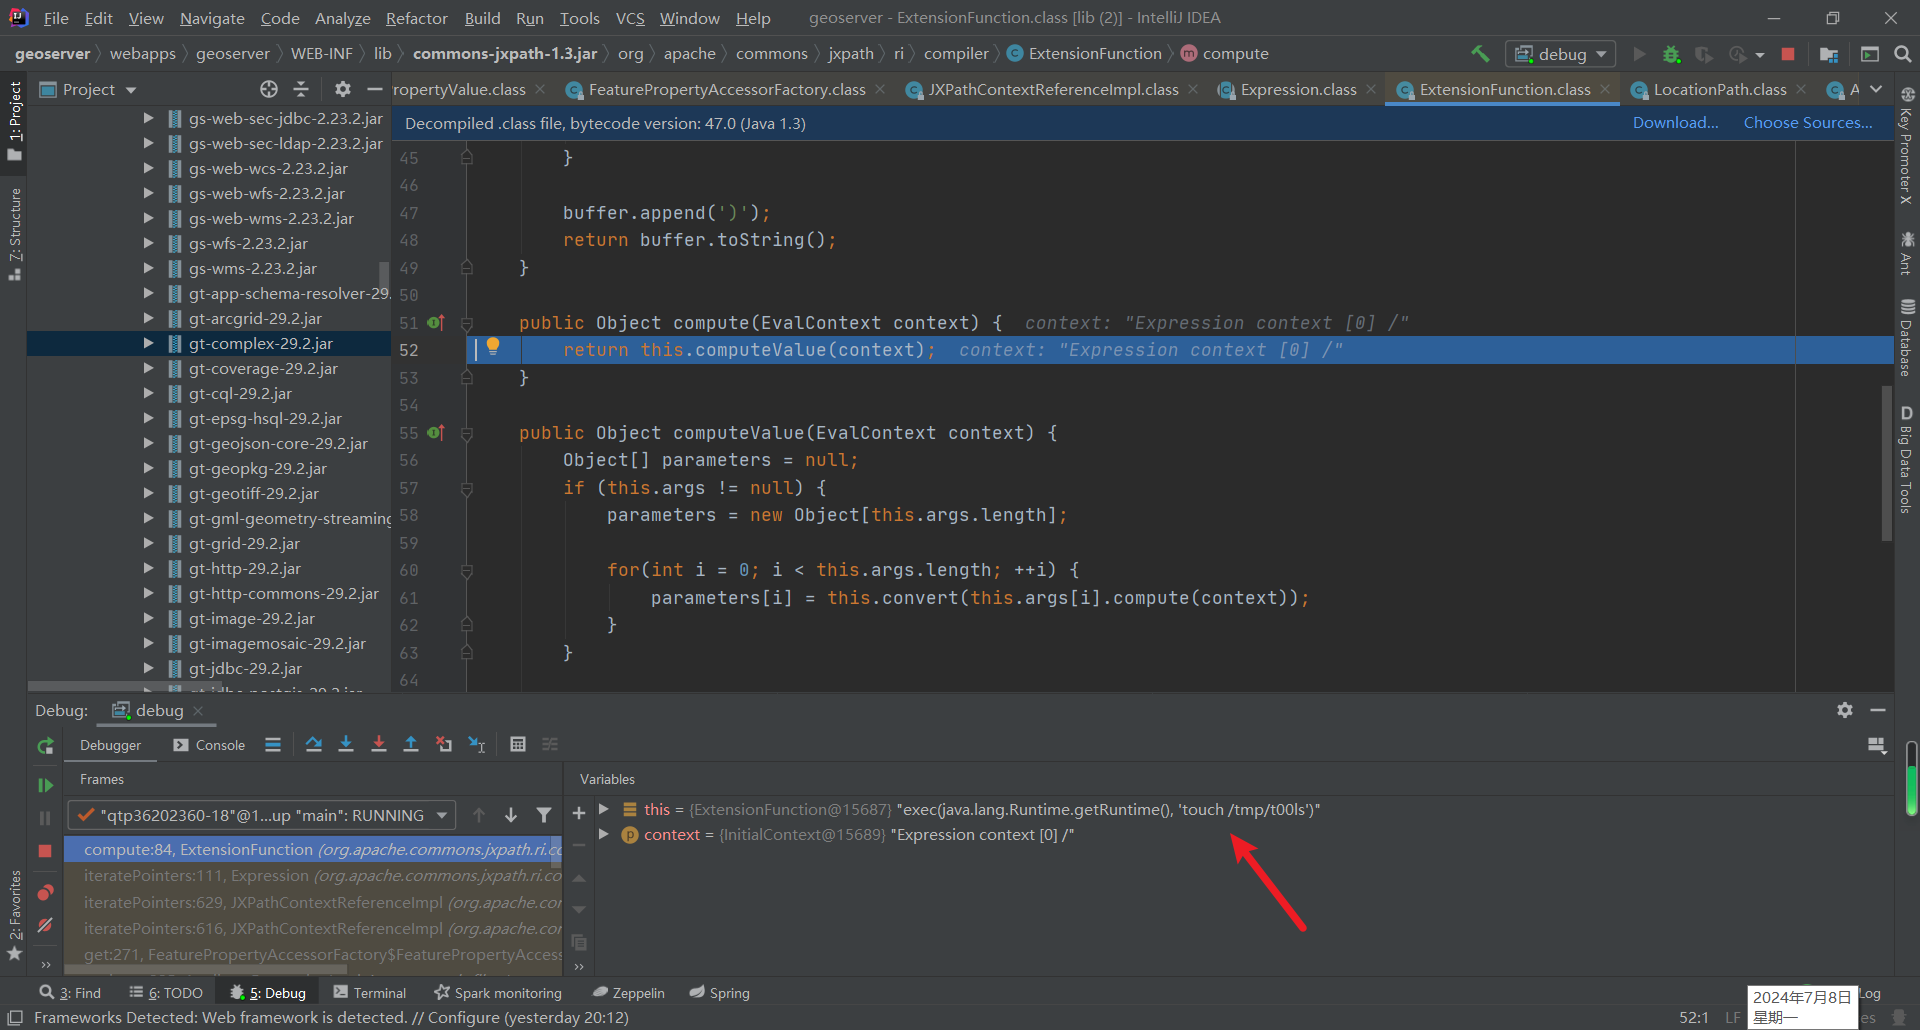 File Edit View Navigate Code Analyze Refactor Build Run Tools VCS Window Help geoserver - ExtensionFunction.class [lib (2)] - IntelliJ IDEA
geoserver webapps geoserver WEB-INF lib commons-jxpath-1.3.jar org apache commons jxpath ri compiler ExtensionFunction compute debug
Project
ropertyValue.class FeaturePropertyAccessorFactory.class JXPathContextReferenceImpl.class Expression.class ExtensionFunction.class LocationPath.class A
Decompiled .class file, bytecode version: 47.0 (Java 1.3) Download... Choose Sources...
1: Project
7: Structure
2: Favorites
gs-web-sec-jdbc-2.23.2.jar
gs-web-sec-ldap-2.23.2.jar
gs-web-wcs-2.23.2.jar
gs-web-wfs-2.23.2.jar
gs-web-wms-2.23.2.jar
gs-wfs-2.23.2.jar
gs-wms-2.23.2.jar
gt-app-schema-resolver-29.
gt-arcgrid-29.2.jar
gt-complex-29.2.jar
gt-coverage-29.2.jar
gt-cql-29.2.jar
gt-epsg-hsql-29.2.jar
gt-geojson-core-29.2.jar
gt-geopkg-29.2.jar
gt-geotiff-29.2.jar
gt-gml-geometry-streaming
gt-grid-29.2.jar
gt-http-29.2.jar
gt-http-commons-29.2.jar
gt-image-29.2.jar
gt-imagemosaic-29.2.jar
gt-jdbc-29.2.jar
45 }
46
47 buffer.append(')');
48 return buffer.toString();
49 }
50
51 public Object compute(EvalContext context) { context: "Expression context [0] /"
52 return this.computeValue(context); context: "Expression context [0] /"
53 }
54
55 public Object computeValue(EvalContext context) {
56 Object[] parameters = null;
57 if (this.args != null) {
58 parameters = new Object[this.args.length];
59
60 for(int i = 0; i < this.args.length; ++i) {
61 parameters[i] = this.convert(this.args[i].compute(context));
62 }
63 }
64
Key Promoter X
Ant
Database
D Big Data Tools
Debug: debug
Debugger Console
Frames
"qtp36202360-18"@1...up "main": RUNNING
compute:84, ExtensionFunction (org.apache.commons.jxpath.ri.co
iteratePointers:111, Expression (org.apache.commons.jxpath.ri.co
iteratePointers:629, JXPathContextReferenceImpl (org.apache.cor
iteratePointers:616, JXPathContextReferenceImpl (org.apache.cor
get:271, FeaturePropertyAccessorFactory$FeaturePropertyAccess
Variables
this = {ExtensionFunction@15687} "exec(java.lang.Runtime.getRuntime(), 'touch /tmp/t00ls')"
p context = {InitialContext@15689} "Expression context [0] /"
3: Find 6: TODO 5: Debug Terminal Spark monitoring Zeppelin Spring Log
Frameworks Detected: Web framework is detected. // Configure (yesterday 20:12) 52:1 LF es
2024年7月8日
星期一